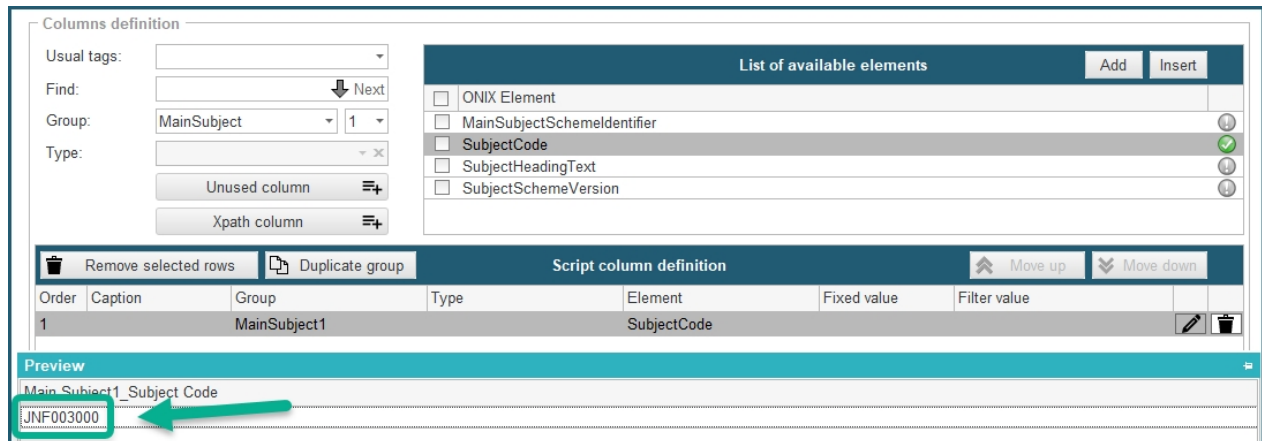 Columns definition
Usual tags:
Find:
Next
Group:
MainSubject
1
Type:
Unused column
Xpath column
List of available elements
Add
Insert
ONIX Element
MainSubjectSchemeIdentifier
SubjectCode
SubjectHeadingText
SubjectSchemeVersion
Remove selected rows
Duplicate group
Script column definition
Move up
Move down
Order Caption Group Type Element Fixed value Filter value
1 MainSubject1 SubjectCode
Preview
Main Subject1_Subject Code
JNF003000